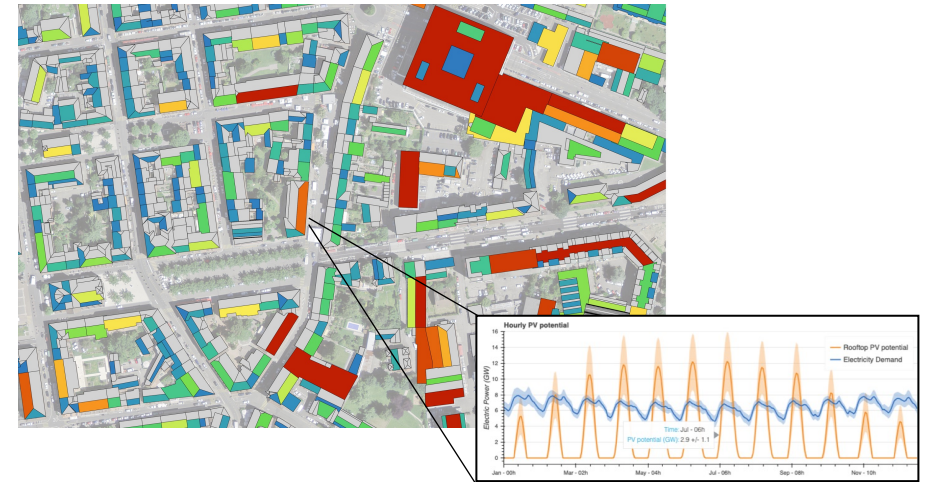 Hourly PV potential
16
14
12
10
8
6
4
2
0
Electric Power (GW)
Rooftop PV potential
Electricity Demand
Time: Jul - 06h
PV potential (GW): 2.9 +/- 1.1
Jan - 00h
Mar - 02h
May - 04h
Jul - 06h
Sep - 08h
Nov - 10h